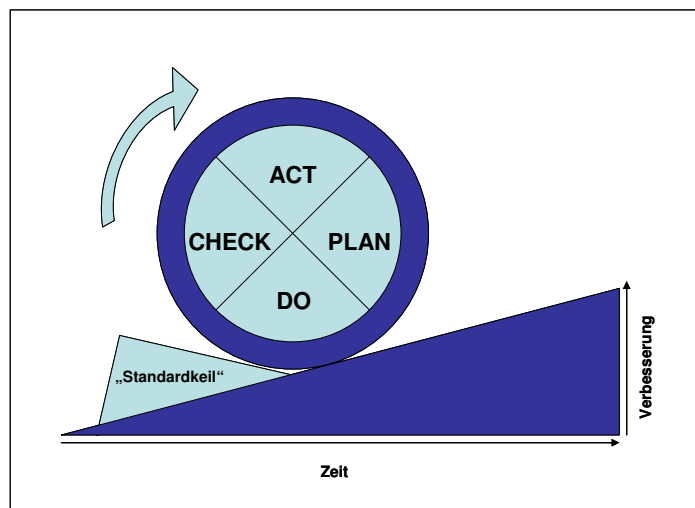 ACT
CHECK
PLAN
DO
„Standardkeil“
Verbesserung
Zeit